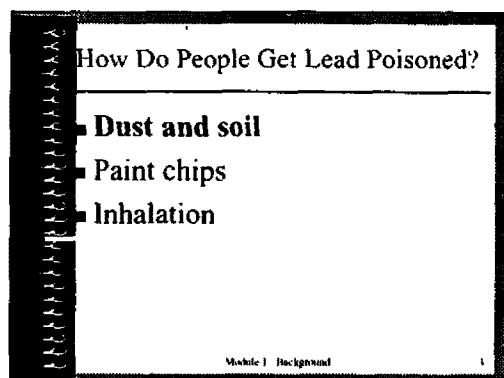 How Do People Get Lead Poisoned?
Dust and soil
Paint chips
Inhalation
Module 1 Background